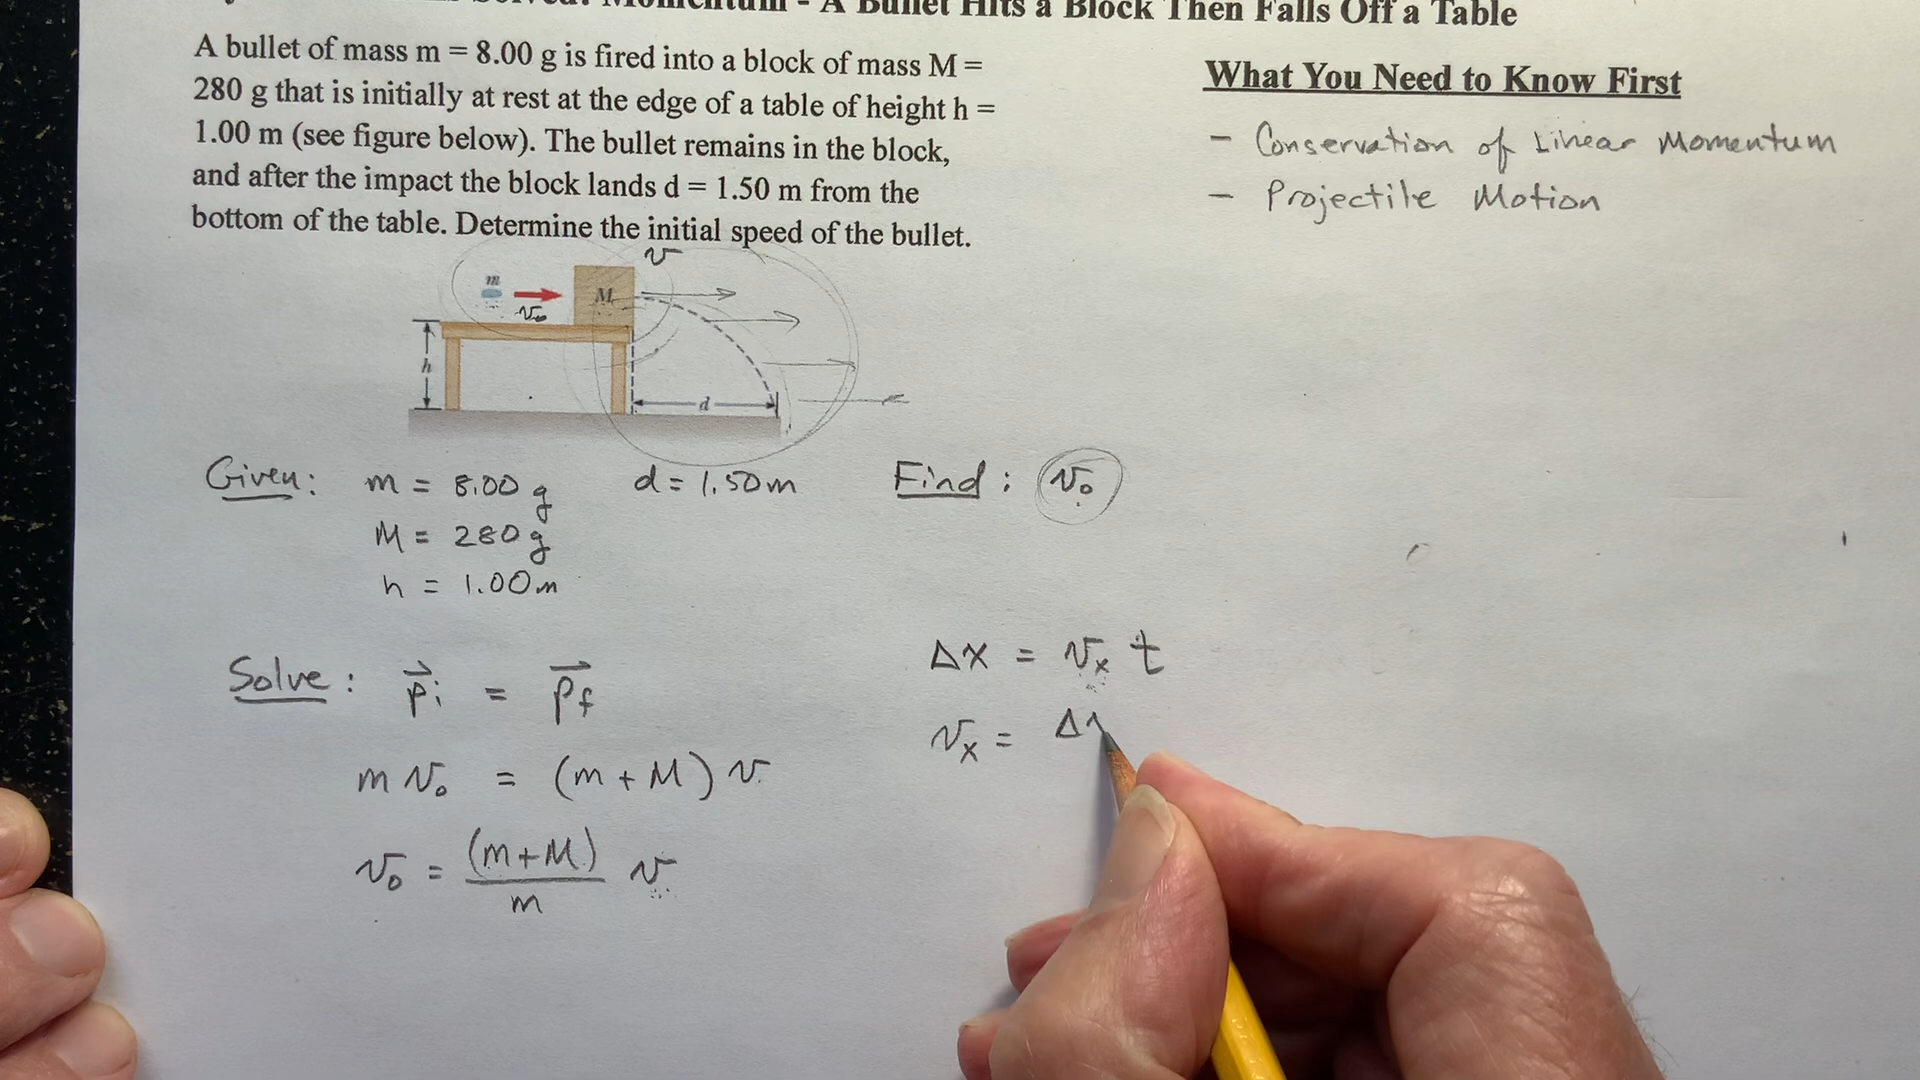 Momentum - A Bullet Hits a Block Then Falls Off a Table
A bullet of mass m = 8.00 g is fired into a block of mass M =
280 g that is initially at rest at the edge of a table of height h =
1.00 m (see figure below). The bullet remains in the block,
and after the impact the block lands d = 1.50 m from the
bottom of the table. Determine the initial speed of the bullet.
What You Need to Know First
- Conservation of Linear Momentum
- Projectile Motion
v
m
M
v₀
h
d
Given: m = 8.00 g d = 1.50m Find: v₀
M = 280 g
h = 1.00m
Solve: p⃗i = p⃗f
m v₀ = (m + M) v
v₀ = (m+M)/m v
Δx = vₓ t
vₓ = Δ